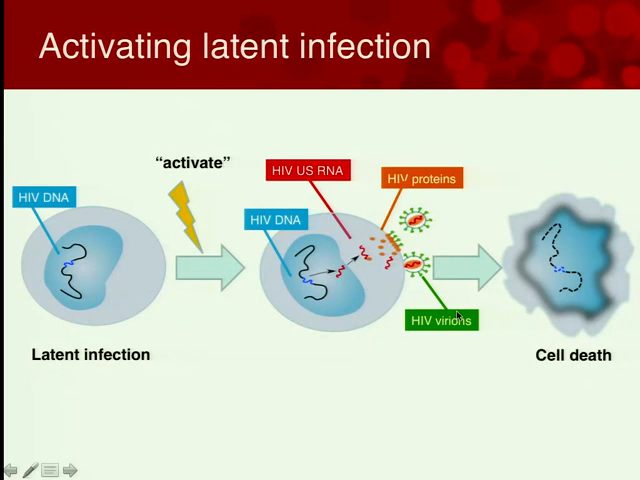 Activating latent infection
“activate”
HIV DNA
HIV US RNA
HIV proteins
HIV DNA
HIV virions
Latent infection
Cell death